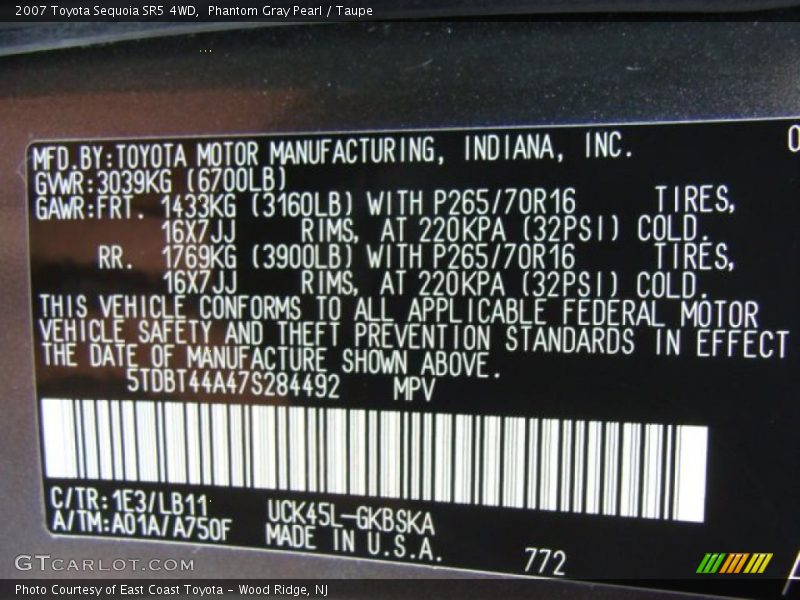 2007 Toyota Sequoia SR5 4WD,  Phantom Gray Pearl / Taupe
MFD.BY:TOYOTA MOTOR MANUFACTURING, INDIANA, INC.
GVWR:3039KG (6700LB)
GAWR:FRT. 1433KG (3160LB) WITH P265/70R16 TIRES,
16X7JJ RIMS, AT 220KPA (32PSI) COLD.
RR. 1769KG (3900LB) WITH P265/70R16 TIRES,
16X7JJ RIMS, AT 220KPA (32PSI) COLD.
THIS VEHICLE CONFORMS TO ALL APPLICABLE FEDERAL MOTOR
VEHICLE SAFETY AND THEFT PREVENTION STANDARDS IN EFFECT
THE DATE OF MANUFACTURE SHOWN ABOVE.
5TDBT44A47S284492 MPV
C/TR:1E3/LB11 UCK45L-GKBSKA
A/TM:A01A/A750F MADE IN U.S.A.
772
GTCARLOT.COM
Photo Courtesy of East Coast Toyota - Wood Ridge, NJ